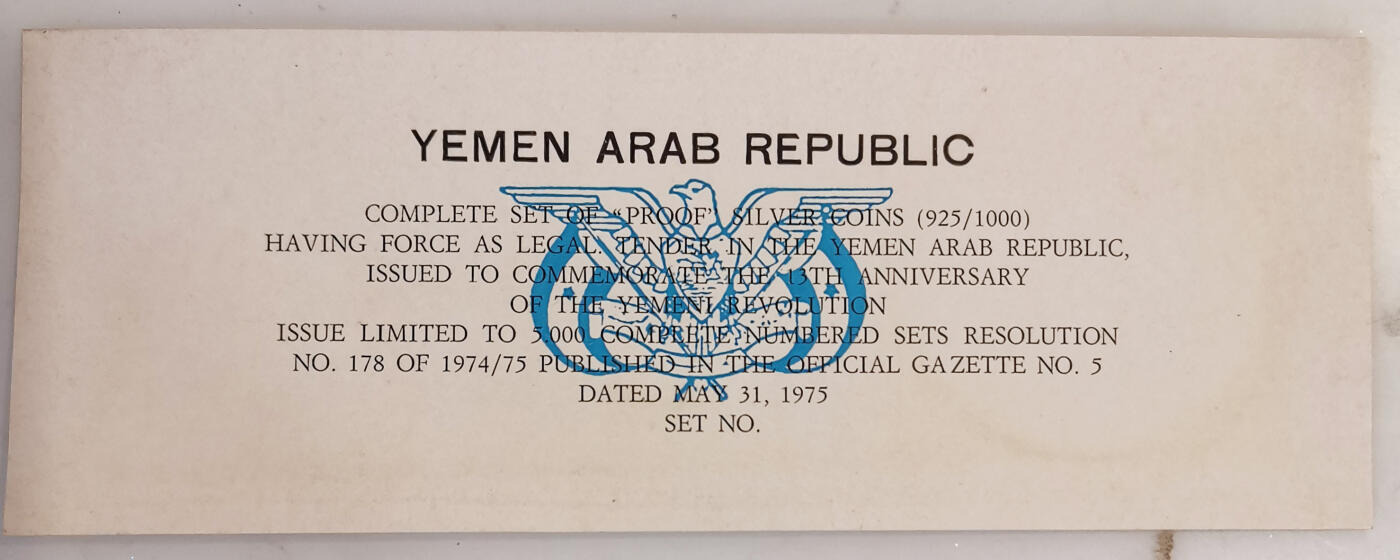 YEMEN ARAB REPUBLIC
COMPLETE SET OF “PROOF” SILVER COINS (925/1000)
HAVING FORCE AS LEGAL. TENDER IN THE YEMEN ARAB REPUBLIC,
ISSUED TO COMMEMORATE THE 13TH ANNIVERSARY
OF THE YEMENI REVOLUTION
ISSUE LIMITED TO 5.000 COMPLETE NUMBERED SETS RESOLUTION
NO. 178 OF 1974/75 PUBLISHED IN THE OFFICIAL GAZETTE NO. 5
DATED MAY 31, 1975
SET NO.